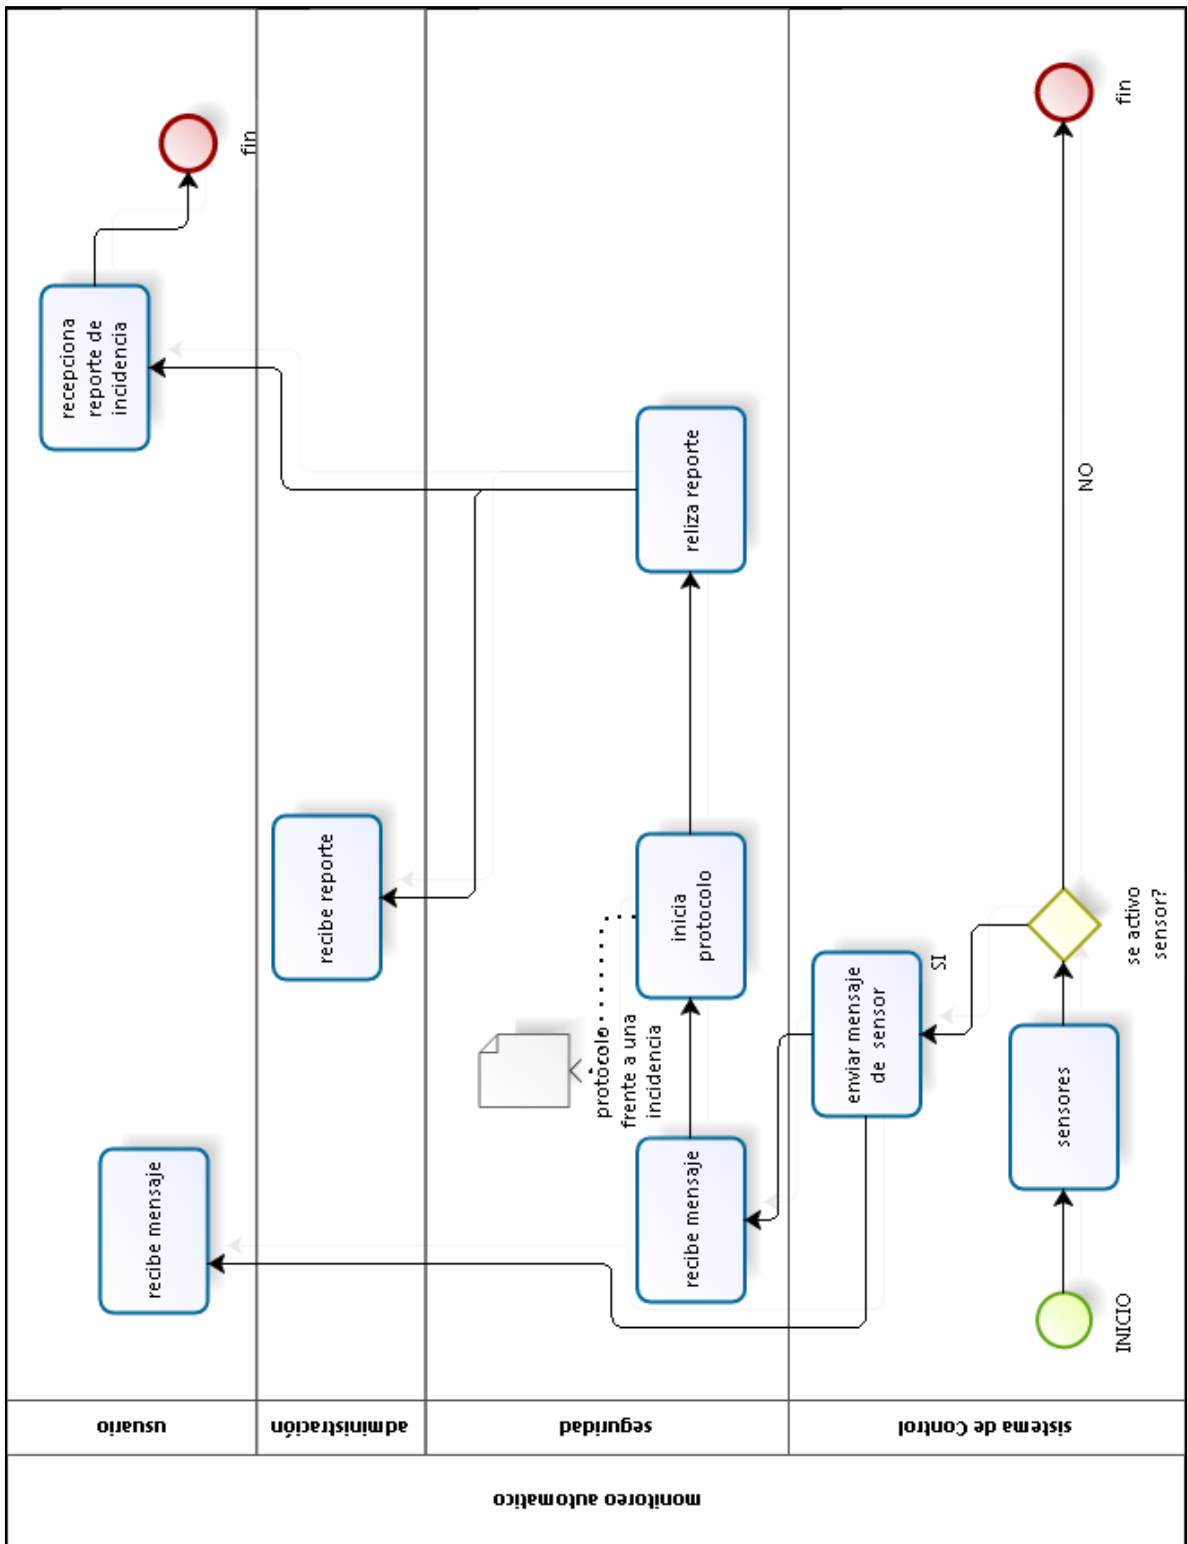 monitoreo automatico
usuario
administración
seguridad
sistema de Control
recibe mensaje
recepciona
reporte de
incidencia
fin
recibe reporte
recibe mensaje
protocolo
frente a una
incidencia
inicia
protocolo
reliza reporte
INICIO
sensores
se activo
sensor?
SI
enviar mensaje
de sensor
NO
fin